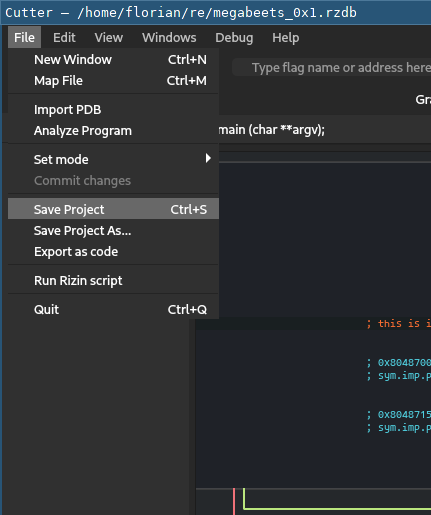 Cutter – /home/florian/re/megabeets_0x1.rzdb
File Edit View Windows Debug Help
New Window Ctrl+N
Type flag name or address here
Map File Ctrl+M
Gra
Import PDB
Analyze Program
main (char **argv);
Set mode
Commit changes
Save Project Ctrl+S
Save Project As...
Export as code
Run Rizin script
Quit Ctrl+Q
; this is i
; 0x8048700
; sym.imp.p
; 0x8048715
; sym.imp.p